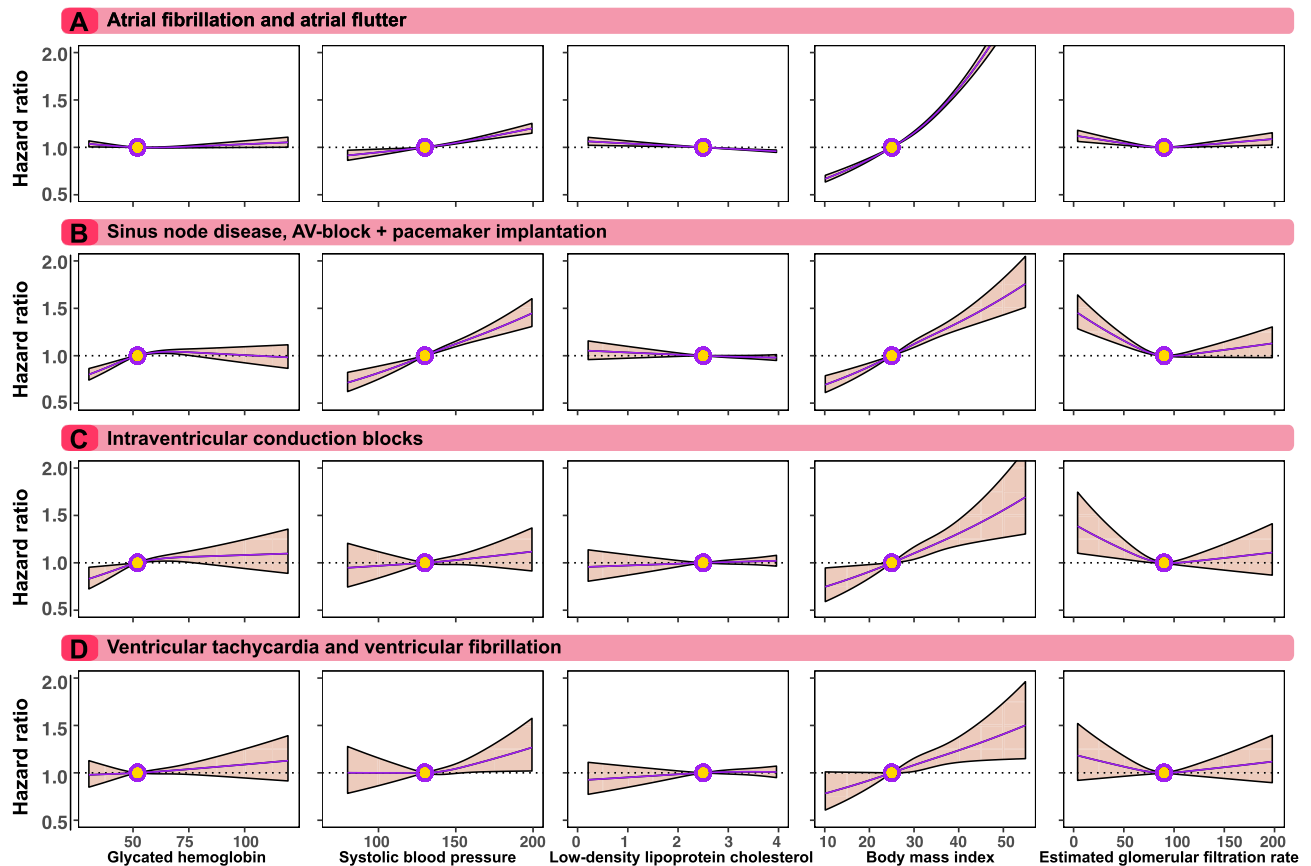 A Atrial fibrillation and atrial flutter
Hazard ratio
2.0
1.5
1.0
0.5
B Sinus node disease, AV-block + pacemaker implantation
Hazard ratio
2.0
1.5
1.0
0.5
C Intraventricular conduction blocks
Hazard ratio
2.0
1.5
1.0
0.5
D Ventricular tachycardia and ventricular fibrillation
Hazard ratio
2.0
1.5
1.0
0.5
50 75 100 100 150 200 0 1 2 3 4 10 20 30 40 50 0 50 100 150 200
Glycated hemoglobin Systolic blood pressure Low-density lipoprotein cholesterol Body mass index Estimated glomerular filtration rate